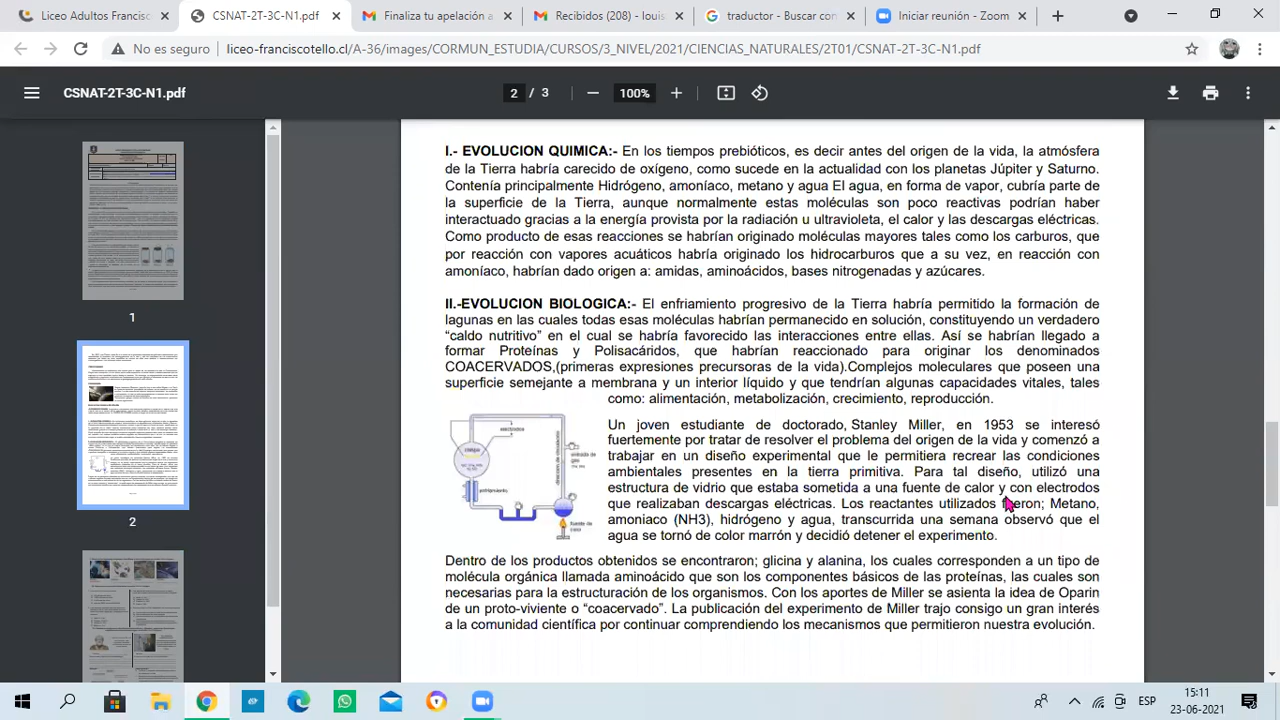 Liceo Adultos Francisc
CSNAT-2T-3C-N1.pdf
Finaliza tu apelación a
Recibidos (208) - louis
traductor - Buscar con
Iniciar reunión - Zoom
No es seguro
liceo-franciscotello.cl/A-36/images/CORMUN_ESTUDIA/CURSOS/3_NIVEL/2021/CIENCIAS_NATURALES/2T01/CSNAT-2T-3C-N1.pdf
CSNAT-2T-3C-N1.pdf
2 / 3
100%
1
2
I.- EVOLUCION QUIMICA:- En los tiempos prebióticos, es decir antes del origen de la vida, la atmósfera
de la Tierra habría carecido de oxígeno, como sucede en la actualidad con los planetas Júpiter y Saturno.
Contenía principalmente Hidrógeno, amoníaco, metano y agua El agua, en forma de vapor, cubría parte de
la superficie de la Tierra, aunque normalmente estas moléculas son poco reactivas podrían haber
interactuado gracias a la energía provista por la radiación u ultravioleta, el calor y las descargas eléctricas.
Como producto de esas reacciones se habrían originado moléculas mayores tales como los carburos, que
por reacción con vapores acuáticos habría originado los hidrocarburos que a su vez, en reacción con
amoníaco, habrían dado origen a: amidas, aminoácidos, bases nitrogenadas y azúcares.
II.-EVOLUCION BIOLOGICA:- El enfriamiento progresivo de la Tierra habría permitido la formación de
lagunas en las cuales todas esas moléculas habrían permanecido en solución, constituyendo un verdadero
“caldo nutritivo” en el cual se habría favorecido las interacciones entre ellas. Así se habrían llegado a
formar Proteínas y Polisacáridos, que habrían reaccionado para originar los denominados
COACERVADOS, esas expresiones precursoras de la vida. Complejos moleculares que poseen una
superficie semejante a membrana y un interior líquido y que tendrían algunas capacidades vitales, tales
como: alimentación, metabolización, crecimiento, reproducción.
Un joven estudiante de doctorado, Stanley Miller, en 1953 se interesó
fuertemente por tratar de resolver el problema del origen de la vida y comenzó a
trabajar en un diseño experimental que le permitiera recrear las condiciones
ambientales presentes en la tierra primitiva. Para tal diseño, utilizó una
estructura de vidrio que estaba sometida a una fuente de calor y con electrodos
que realizaban descargas eléctricas. Los reactantes utilizados fueron; Metano,
amoniaco (NH3), hidrógeno y agua, transcurrida una semana observó que el
agua se tornó de color marrón y decidió detener el experimento.
fuente de
calor
Dentro de los productos obtenidos se encontraron; glicina y alanina, los cuales corresponden a un tipo de
molécula orgánica llamada aminoácido que son los componentes básicos de las proteínas, las cuales son
necesarias para la estructuración de los organismos. Con los aportes de Miller se asienta la idea de Oparin
de un proto-viviente “coacervado”. La publicación del experimento de Miller trajo consigo un gran interés
a la comunidad científica por continuar comprendiendo los mecanismos que permitieron nuestra evolución.
ESP
15:11
23-06-2021